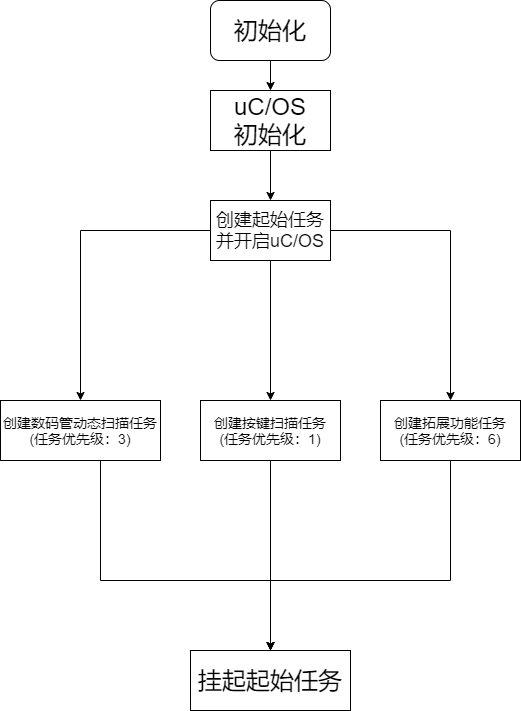 初始化
uC/OS
初始化
创建起始任务
并开启uC/OS
创建数码管动态扫描任务
(任务优先级：3)
创建按键扫描任务
(任务优先级：1)
创建拓展功能任务
(任务优先级：6)
挂起起始任务